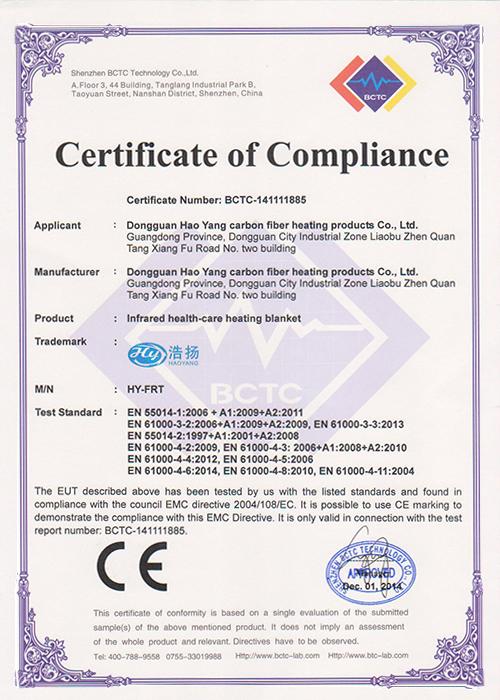 Shenzhen BCTC Technology Co.,Ltd.
A.Floor 3, 44 Building, Tanglang Industrial Park B,
Taoyuan Street, Nanshan District, Shenzhen, China
BCTC
Certificate of Compliance
Certificate Number: BCTC-141111885
Applicant : Dongguan Hao Yang carbon fiber heating products Co., Ltd.
Guangdong Province, Dongguan City Industrial Zone Liaobu Zhen Quan
Tang Xiang Fu Road No. two building
Manufacturer : Dongguan Hao Yang carbon fiber heating products Co., Ltd.
Guangdong Province, Dongguan City Industrial Zone Liaobu Zhen Quan
Tang Xiang Fu Road No. two building
Product : Infrared health-care heating blanket
Trademark :
Hy 浩扬
HAOYANG
BCTC
M/N : HY-FRT
Test Standard : EN 55014-1:2006 + A1:2009+A2:2011
EN 61000-3-2:2006+A1:2009+A2:2009, EN 61000-3-3:2013
EN 55014-2:1997+A1:2001+A2:2008
EN 61000-4-2:2009, EN 61000-4-3: 2006+A1:2008+A2:2010
EN 61000-4-4:2012, EN 61000-4-5:2006
EN 61000-4-6:2014, EN 61000-4-8:2010, EN 61000-4-11:2004
The EUT described above has been tested by us with the listed standards and found in
compliance with the council EMC directive 2004/108/EC. It is possible to use CE marking to
demonstrate the compliance with this EMC Directive. It is only valid in connection with the test
report number: BCTC-141111885.
CE
SHENZHEN BCTC TECHNOLOGY CO.
APPROVED
Dec. 01, 2014
This certificate of conformity is based on a single evaluation of the submitted
sample(s) of the above mentioned product. It does not imply an assessment
of the whole product and relevant. Directives have to be observed.
Tel: 400-788-9558 0755-33019988 Http://www.bctc-lab.com Http://www.btc-lab.com